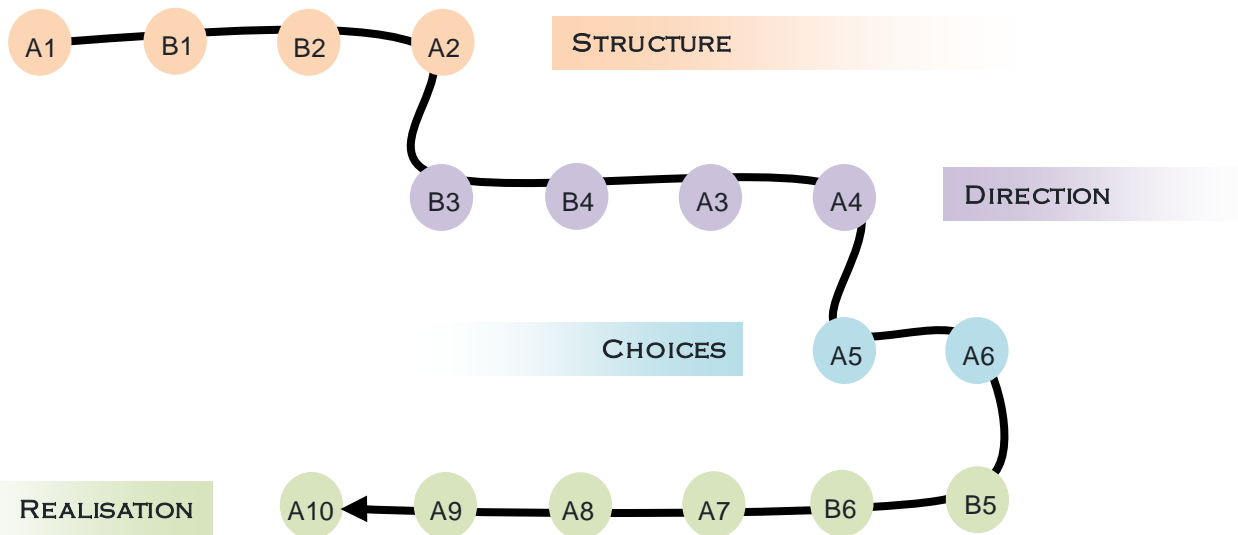 A1 B1 B2 A2 STRUCTURE
B3 B4 A3 A4 DIRECTION
CHOICES A5 A6
REALISATION A10 A9 A8 A7 B6 B5